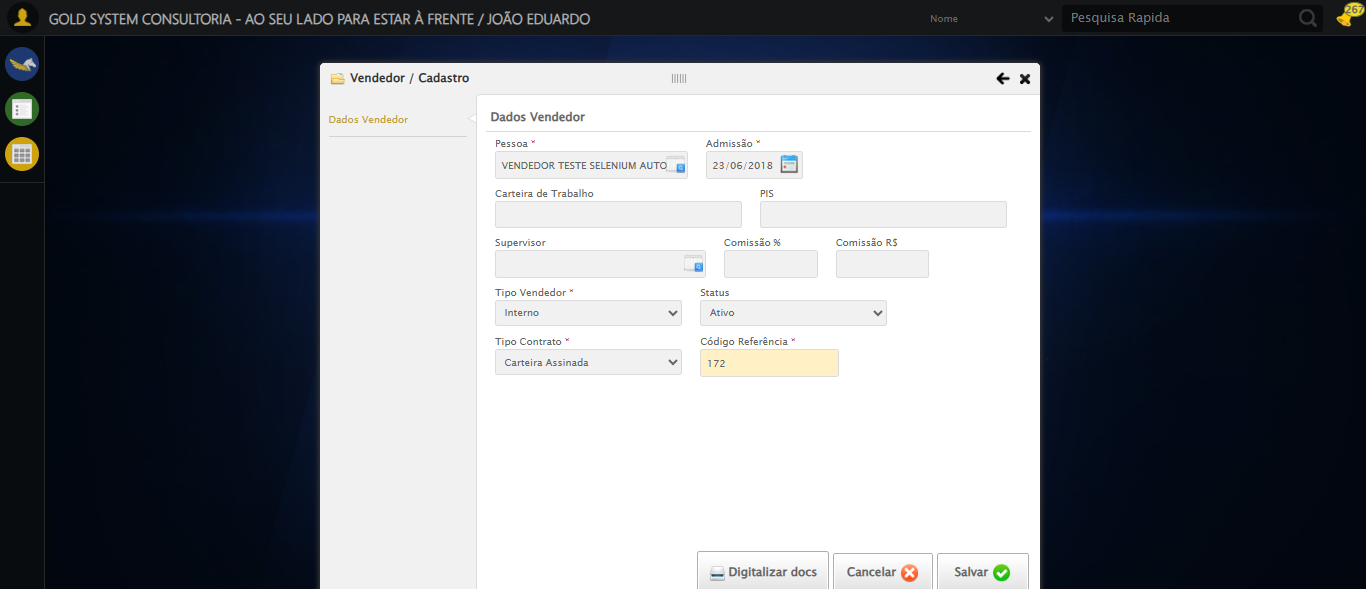 GOLD SYSTEM CONSULTORIA - AO SEU LADO PARA ESTAR À FRENTE / JOÃO EDUARDO
Nome
Pesquisa Rapida
267
Vendedor / Cadastro
Dados Vendedor
Dados Vendedor
Pessoa * Admissão *
VENDEDOR TESTE SELENIUM AUTO 23/06/2018
Carteira de Trabalho PIS
Supervisor Comissão % Comissão R$
Tipo Vendedor * Status
Interno Ativo
Tipo Contrato * Código Referência *
Carteira Assinada 172
Digitalizar docs Cancelar Salvar